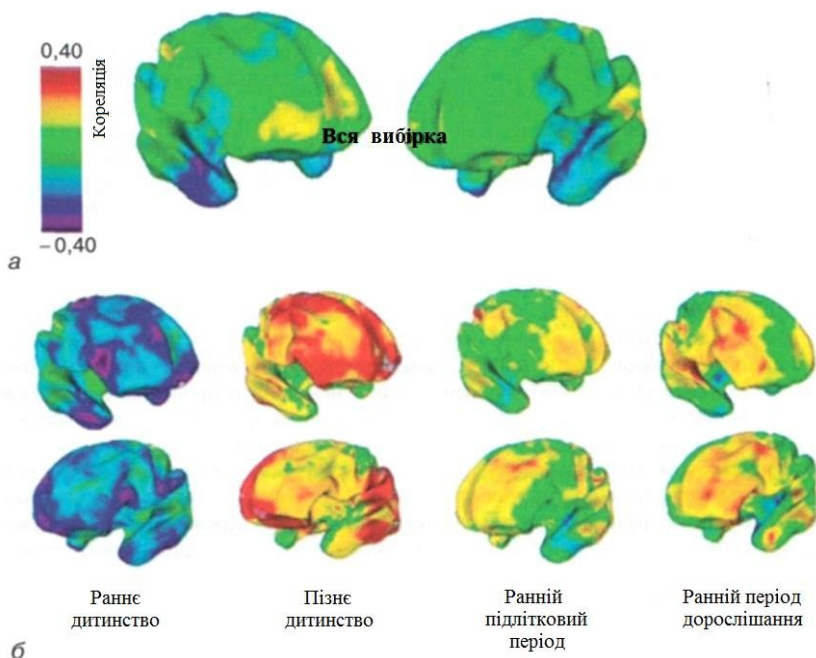 0,40
Кореляція
Вся вибірка
– 0,40
а
Раннє
дитинство
Пізнє
дитинство
Ранній
підлітковий
період
Ранній період
дорослішання
б